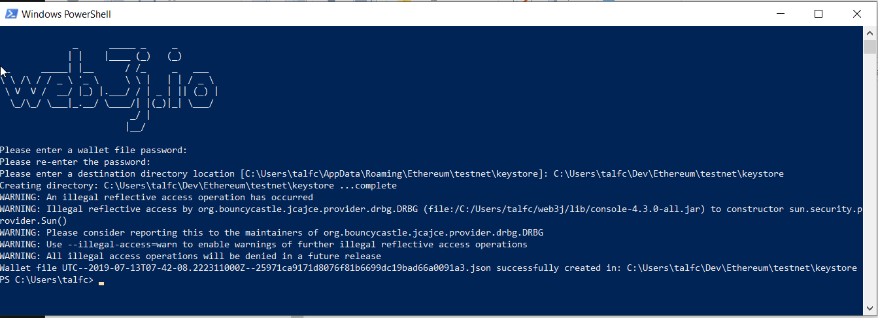 Windows PowerShell
web3j.io
Please enter a wallet file password:
Please re-enter the password:
Please enter a destination directory location [C:\Users\talfc\AppData\Roaming\Ethereum\testnet\keystore]: C:\Users\talfc\Dev\Ethereum\testnet\keystore
Creating directory: C:\Users\talfc\Dev\Ethereum\testnet\keystore ...complete
WARNING: An illegal reflective access operation has occurred
WARNING: Illegal reflective access by org.bouncycastle.jcajce.provider.drbg.DRBG (file:/C:/Users/talfc/web3j/lib/console-4.3.0-all.jar) to constructor sun.security.p
rovider.Sun()
WARNING: Please consider reporting this to the maintainers of org.bouncycastle.jcajce.provider.drbg.DRBG
WARNING: Use --illegal-access=warn to enable warnings of further illegal reflective access operations
WARNING: All illegal access operations will be denied in a future release
Wallet file UTC--2019-07-13T07-42-08.222311000Z--25971ca9171d8076f81b6699dc19bad66a0091a3.json successfully created in: C:\Users\talfc\Dev\Ethereum\testnet\keystore
PS C:\Users\talfc>